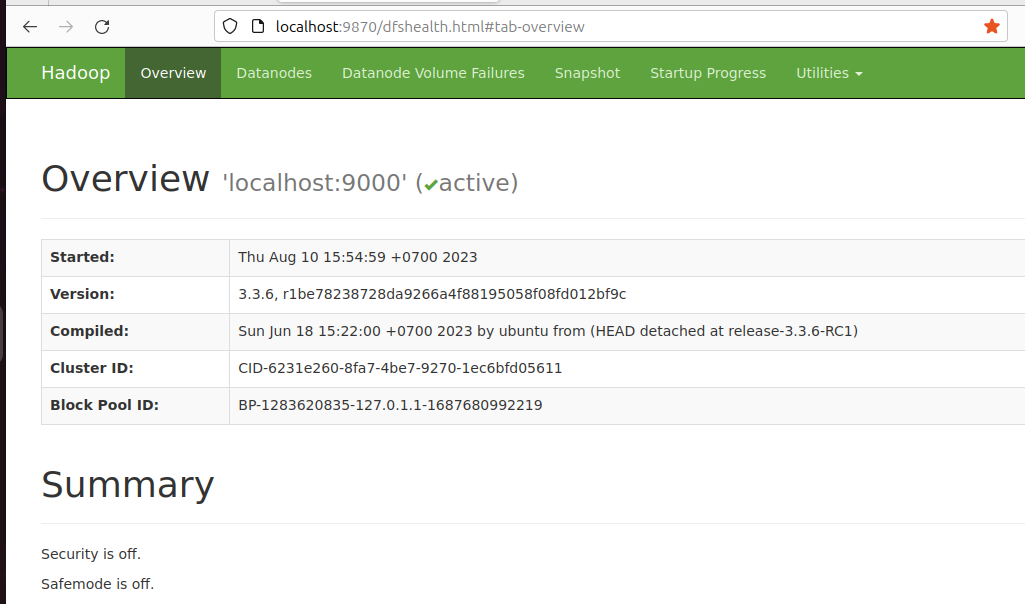 localhost:9870/dfshealth.html#tab-overview
Hadoop Overview Datanodes Datanode Volume Failures Snapshot Startup Progress Utilities
Overview 'localhost:9000' (✔active)
Started: Thu Aug 10 15:54:59 +0700 2023
Version: 3.3.6, r1be78238728da9266a4f88195058f08fd012bf9c
Compiled: Sun Jun 18 15:22:00 +0700 2023 by ubuntu from (HEAD detached at release-3.3.6-RC1)
Cluster ID: CID-6231e260-8fa7-4be7-9270-1ec6bfd05611
Block Pool ID: BP-1283620835-127.0.1.1-1687680992219
Summary
Security is off.
Safemode is off.